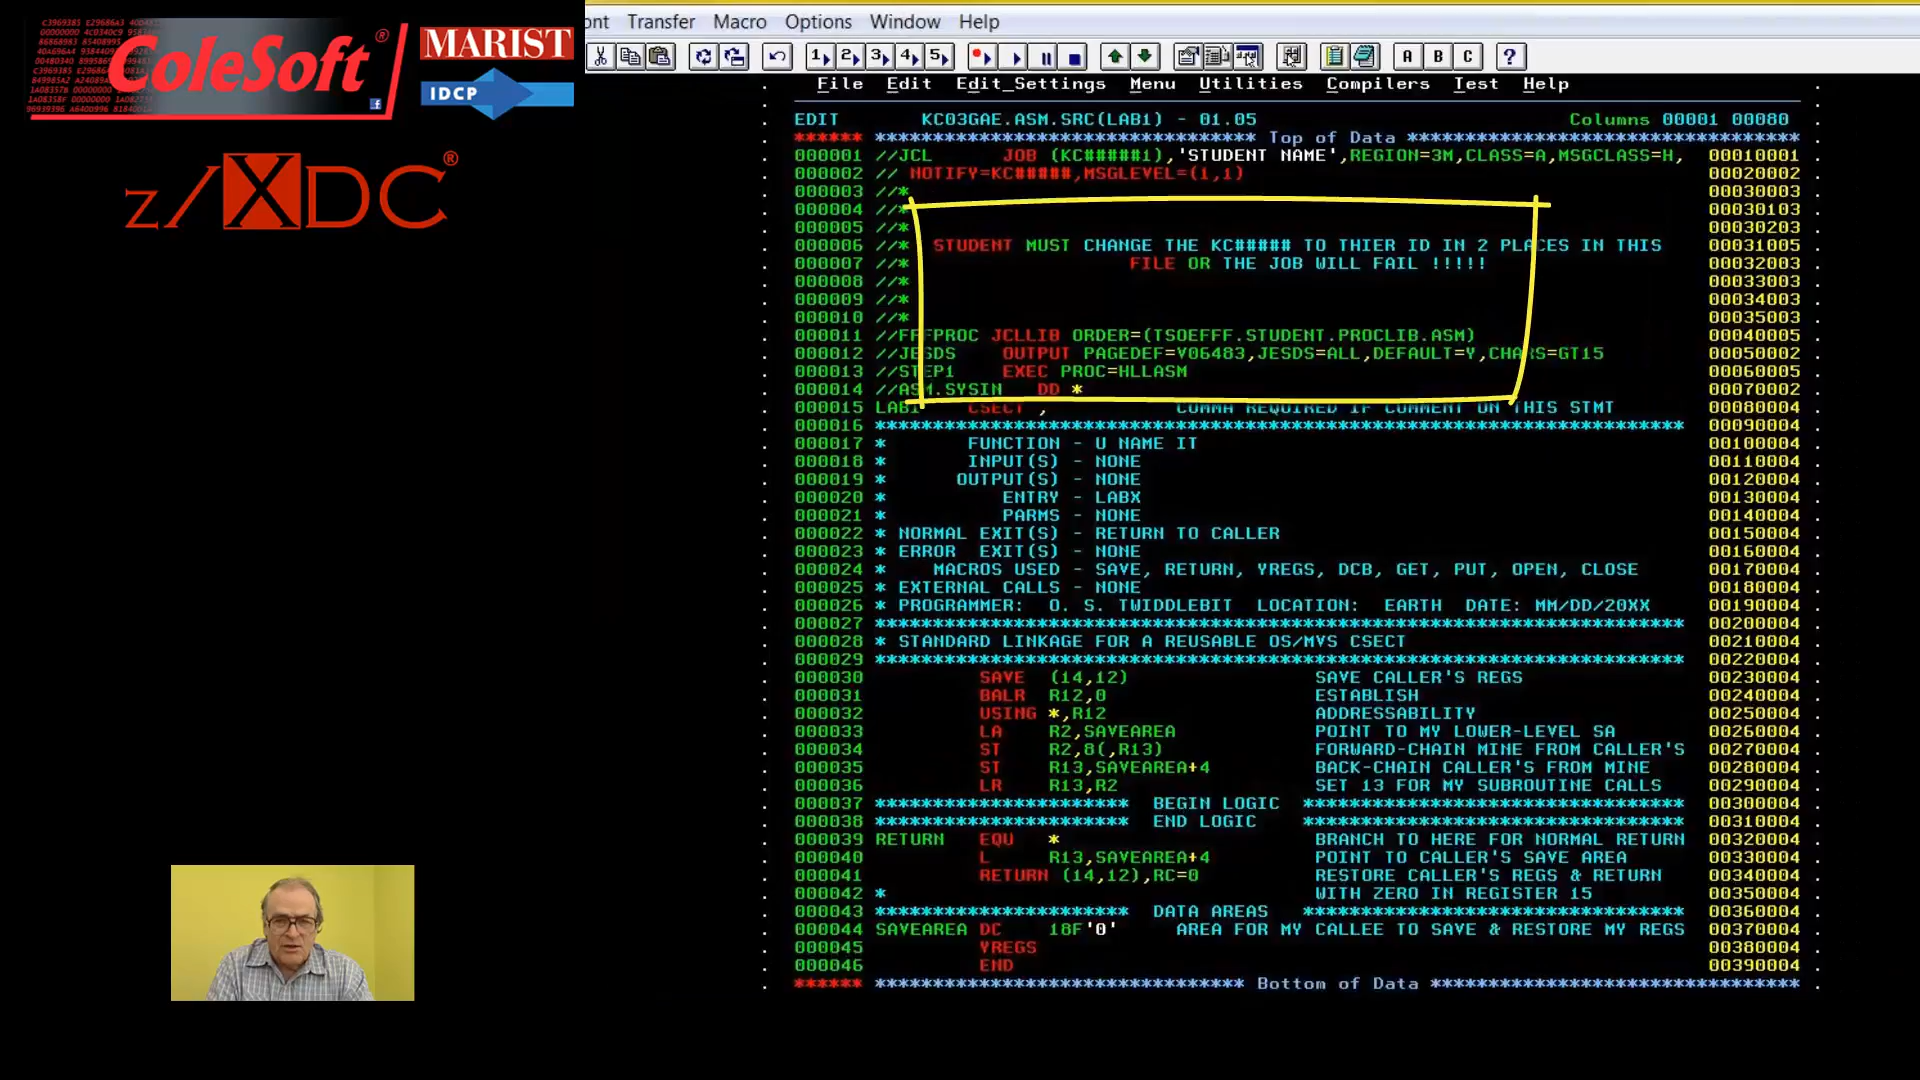 ColeSoft®
MARIST
IDCP
z/XDC®
ont Transfer Macro Options Window Help
1 2 3 4 5 A B C ?
File Edit Edit_Settings Menu Utilities Compilers Test Help
EDIT KC03GAE.ASM.SRC(LAB1) - 01.05 Columns 00001 00080
****** ********************************* Top of Data **********************************
000001 //JCL JOB (KC#####1),'STUDENT NAME',REGION=3M,CLASS=A,MSGCLASS=H, 00010001
000002 // NOTIFY=KC#####,MSGLEVEL=(1,1) 00020002
000003 //* 00030003
000004 //* 00030103
000005 //* 00030203
000006 //* STUDENT MUST CHANGE THE KC##### TO THIER ID IN 2 PLACES IN THIS 00031005
000007 //* FILE OR THE JOB WILL FAIL !!!!! 00032003
000008 //* 00033003
000009 //* 00034003
000010 //* 00035003
000011 //FFFPROC JCLLIB ORDER=(TSOEFFF.STUDENT.PROCLIB.ASM) 00040005
000012 //JESDS OUTPUT PAGEDEF=V06483,JESDS=ALL,DEFAULT=Y,CHARS=GT15 00050002
000013 //STEP1 EXEC PROC=HLLASM 00060005
000014 //ASM.SYSIN DD * 00070002
000015 LAB1 CSECT , COMMA REQUIRED IF COMMENT ON THIS STMT 00080004
000016 ********************************************************************** 00090004
000017 * FUNCTION - U NAME IT 00100004
000018 * INPUT(S) - NONE 00110004
000019 * OUTPUT(S) - NONE 00120004
000020 * ENTRY - LABX 00130004
000021 * PARMS - NONE 00140004
000022 * NORMAL EXIT(S) - RETURN TO CALLER 00150004
000023 * ERROR EXIT(S) - NONE 00160004
000024 * MACROS USED - SAVE, RETURN, YREGS, DCB, GET, PUT, OPEN, CLOSE 00170004
000025 * EXTERNAL CALLS - NONE 00180004
000026 * PROGRAMMER: O. S. TWIDDLEBIT LOCATION: EARTH DATE: MM/DD/20XX 00190004
000027 ********************************************************************** 00200004
000028 * STANDARD LINKAGE FOR A REUSABLE OS/MVS CSECT 00210004
000029 ********************************************************************** 00220004
000030 SAVE (14,12) SAVE CALLER'S REGS 00230004
000031 BALR R12,0 ESTABLISH 00240004
000032 USING *,R12 ADDRESSABILITY 00250004
000033 LA R2,SAVEAREA POINT TO MY LOWER-LEVEL SA 00260004
000034 ST R2,8(,R13) FORWARD-CHAIN MINE FROM CALLER'S 00270004
000035 ST R13,SAVEAREA+4 BACK-CHAIN CALLER'S FROM MINE 00280004
000036 LR R13,R2 SET 13 FOR MY SUBROUTINE CALLS 00290004
000037 ********************** BEGIN LOGIC ********************************* 00300004
000038 ********************** END LOGIC ********************************* 00310004
000039 RETURN EQU * BRANCH TO HERE FOR NORMAL RETURN 00320004
000040 L R13,SAVEAREA+4 POINT TO CALLER'S SAVE AREA 00330004
000041 RETURN (14,12),RC=0 RESTORE CALLER'S REGS & RETURN 00340004
000042 * WITH ZERO IN REGISTER 15 00350004
000043 ********************** DATA AREAS ********************************* 00360004
000044 SAVEAREA DC 18F'0' AREA FOR MY CALLEE TO SAVE & RESTORE MY REGS 00370004
000045 YREGS 00380004
000046 END 00390004
****** ******************************** Bottom of Data ********************************